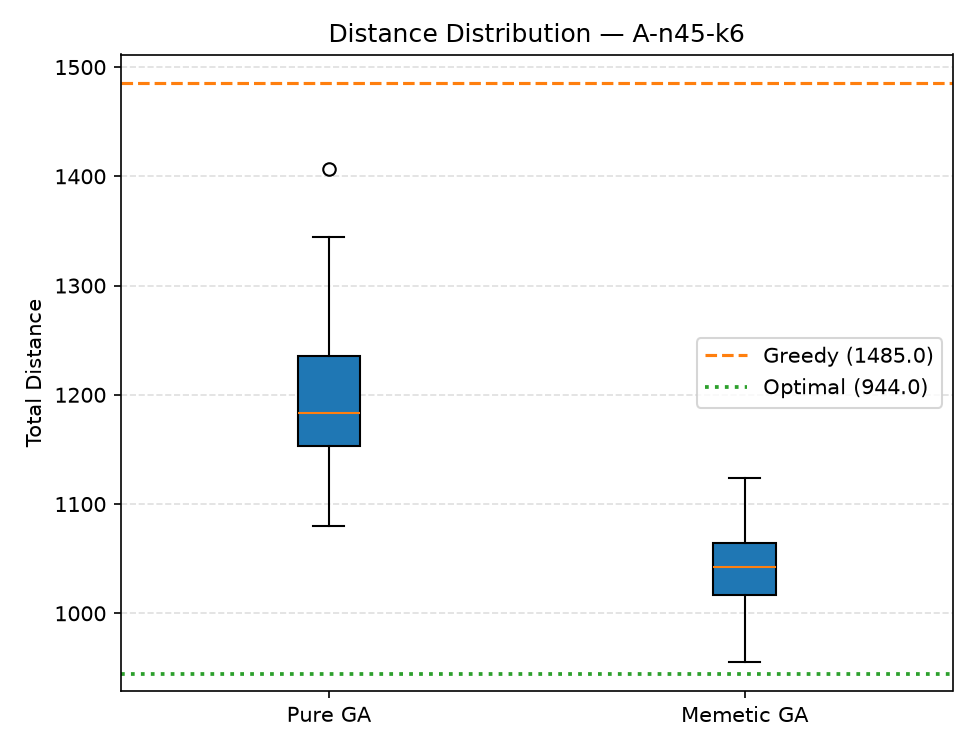 Distance Distribution — A-n45-k6
Total Distance
1500
1400
1300
1200
1100
1000
Greedy (1485.0)
Optimal (944.0)
Pure GA
Memetic GA